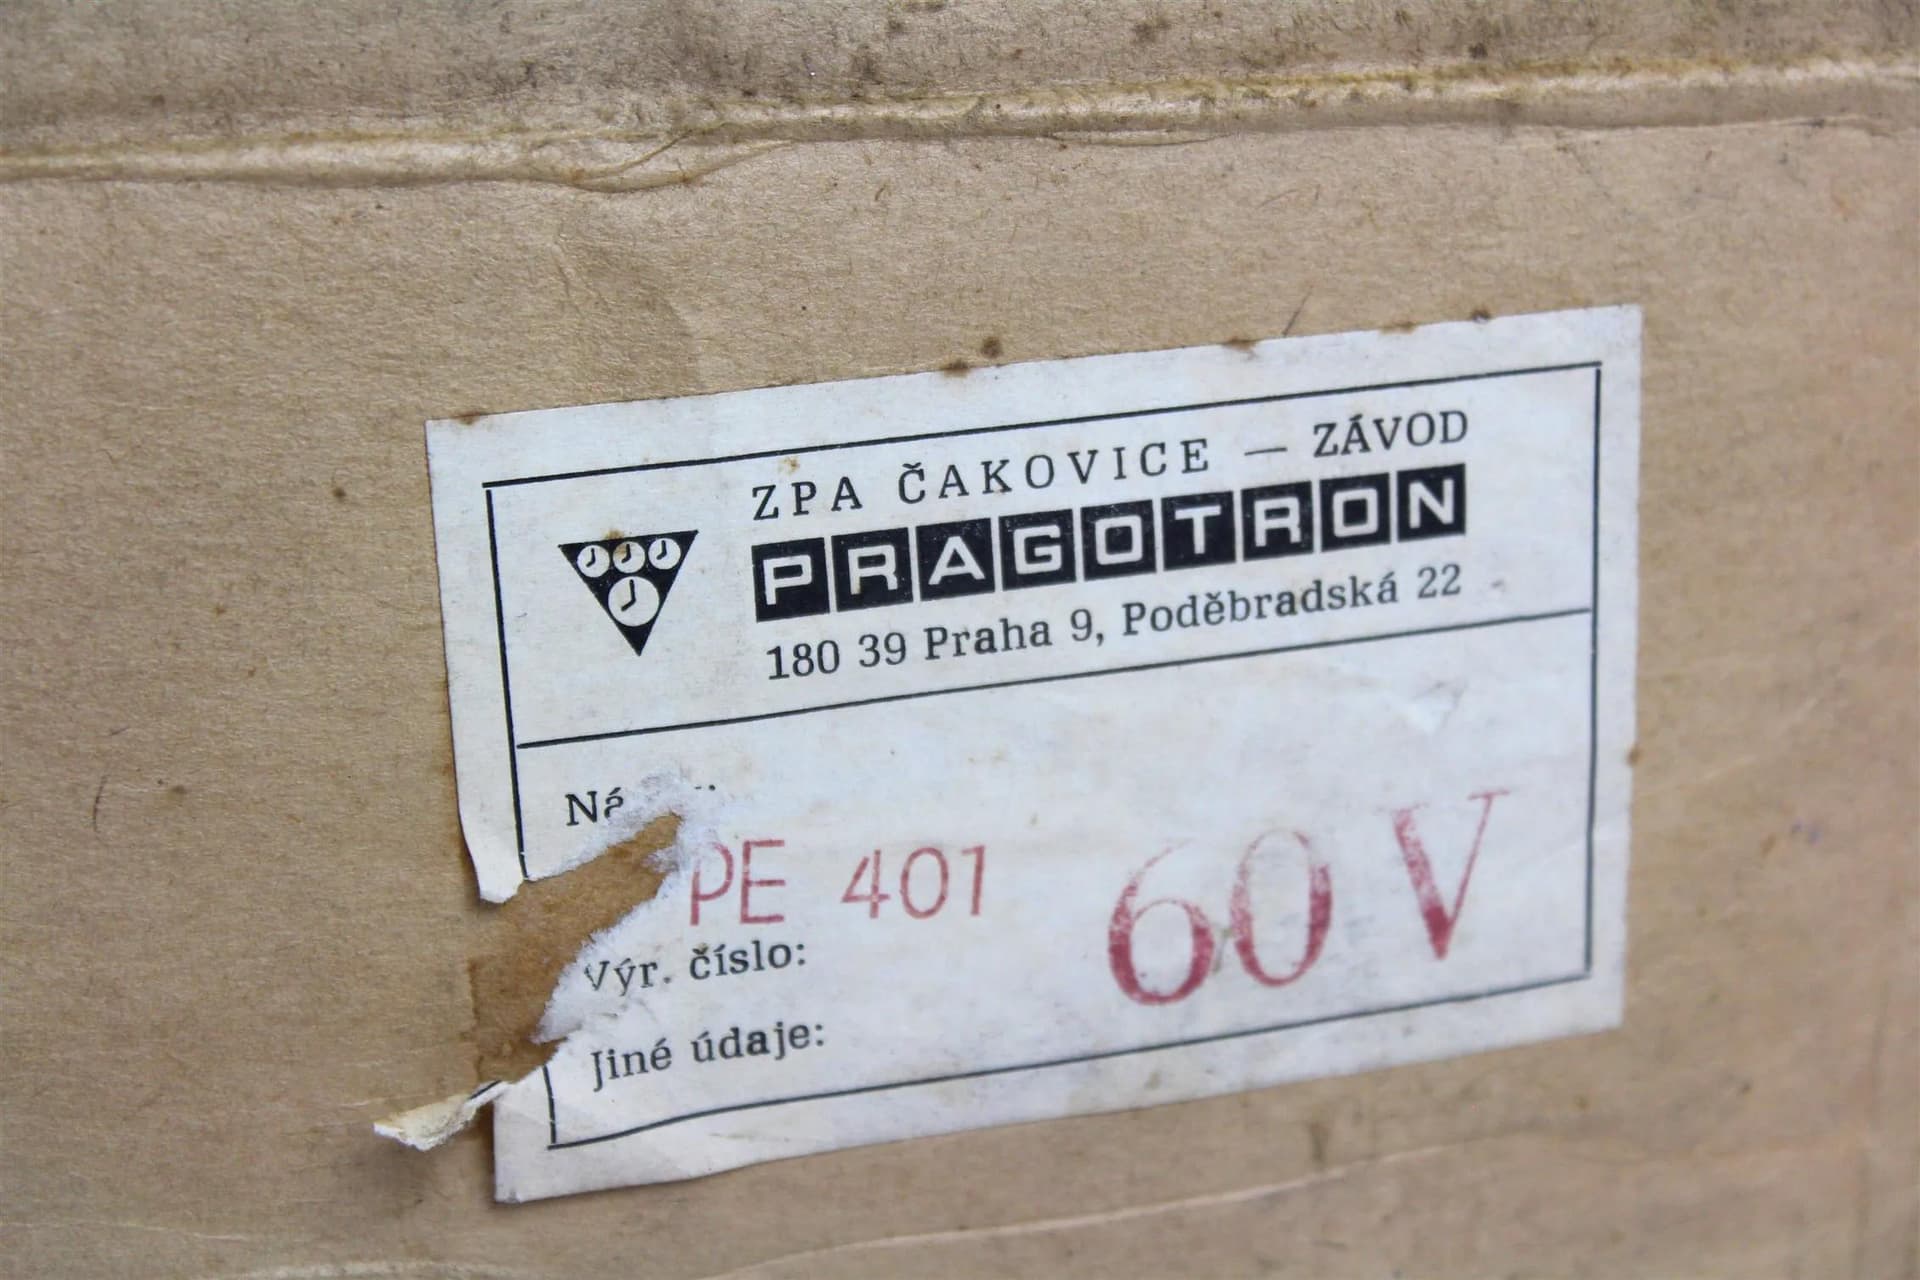 ZPA ČAKOVICE — ZÁVOD
PRAGOTRON
180 39 Praha 9, Poděbradská 22
PE 401
60 V
Výr. číslo:
Jiné údaje: